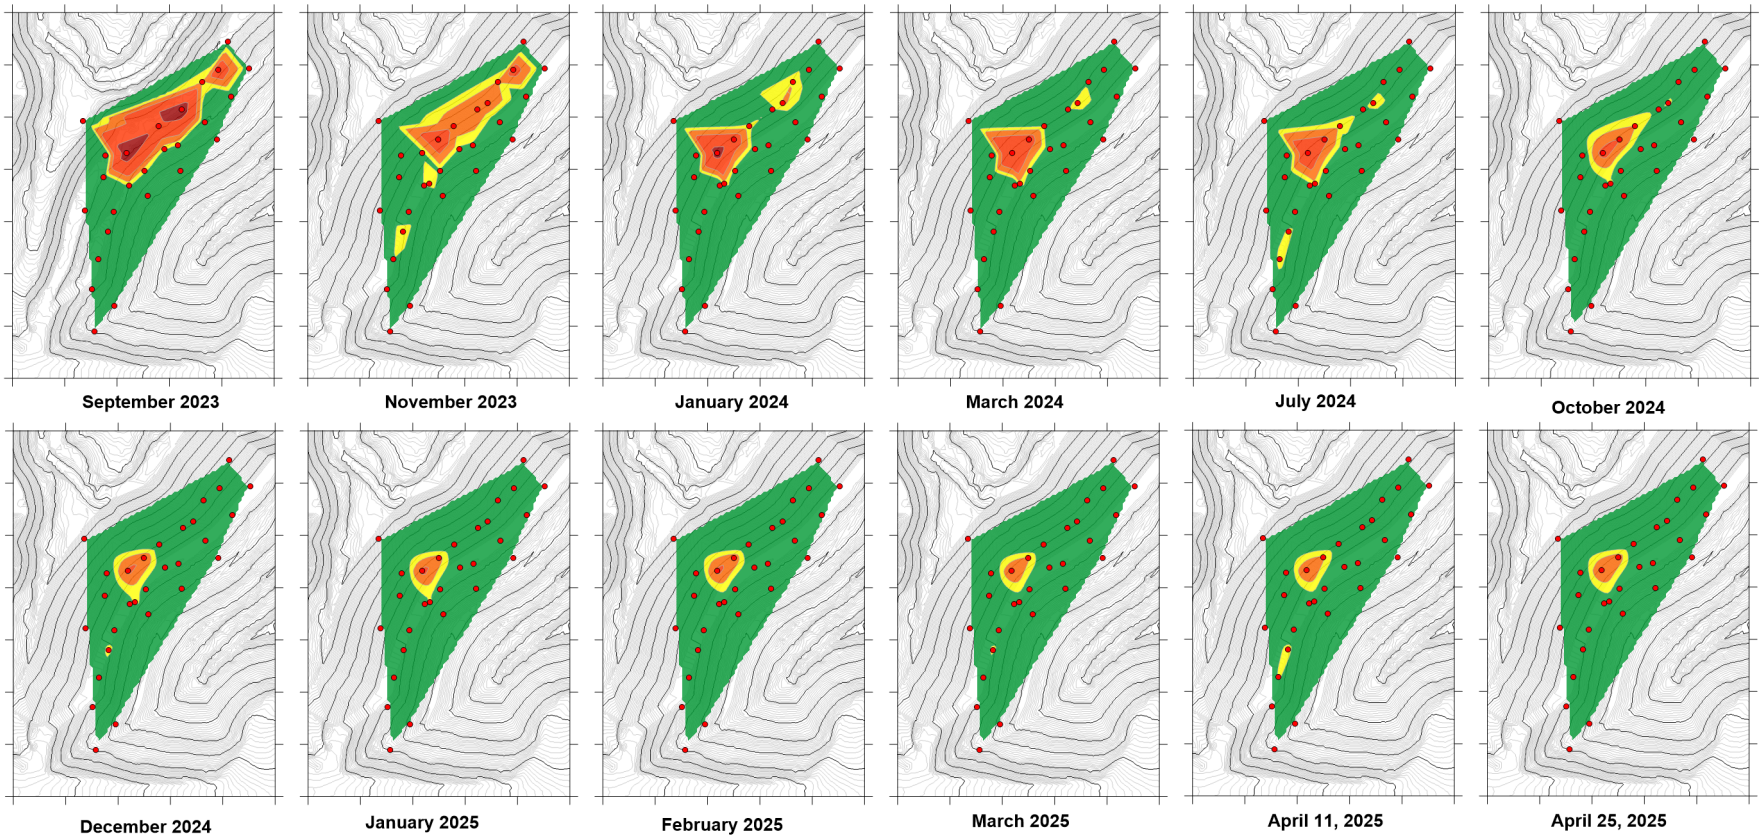 September 2023
November 2023
January 2024
March 2024
July 2024
October 2024
December 2024
January 2025
February 2025
March 2025
April 11, 2025
April 25, 2025